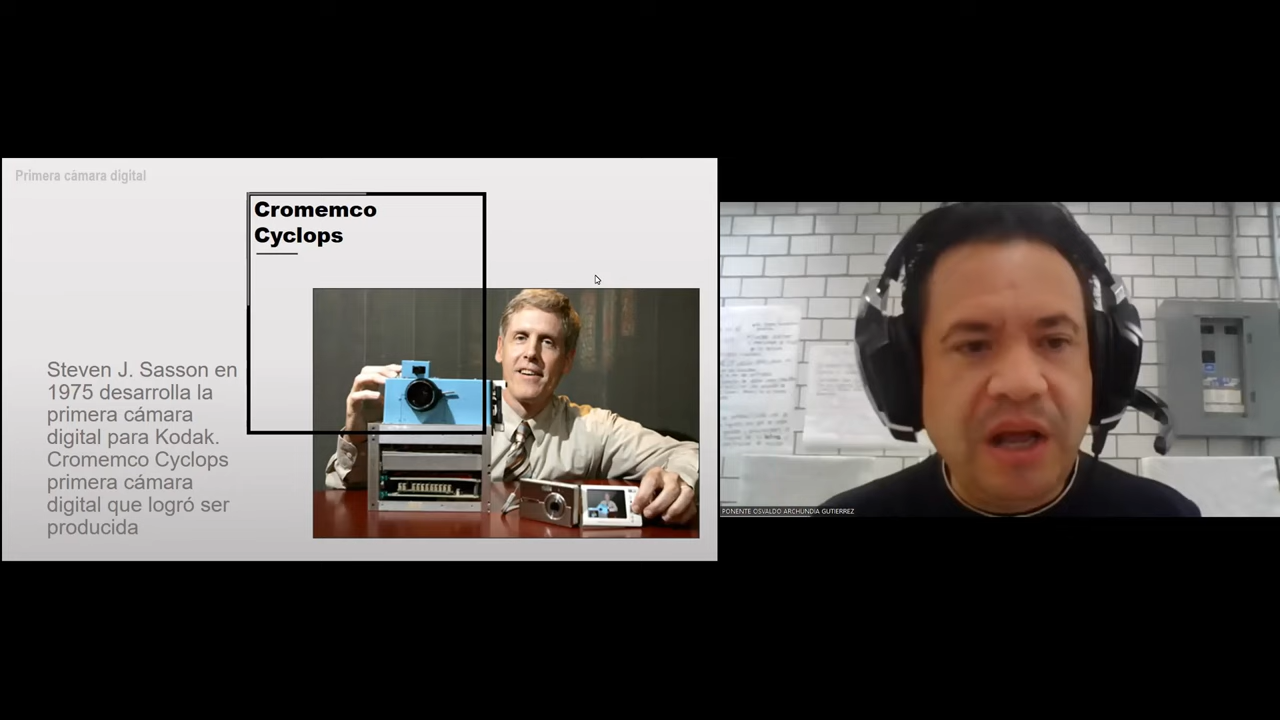 Primera cámara digital
Cromemco
Cyclops
Steven J. Sasson en
1975 desarrolla la
primera cámara
digital para Kodak.
Cromemco Cyclops
primera cámara
digital que logró ser
producida
PONENTE OSVALDO ARCHUNDIA GUTIERREZ